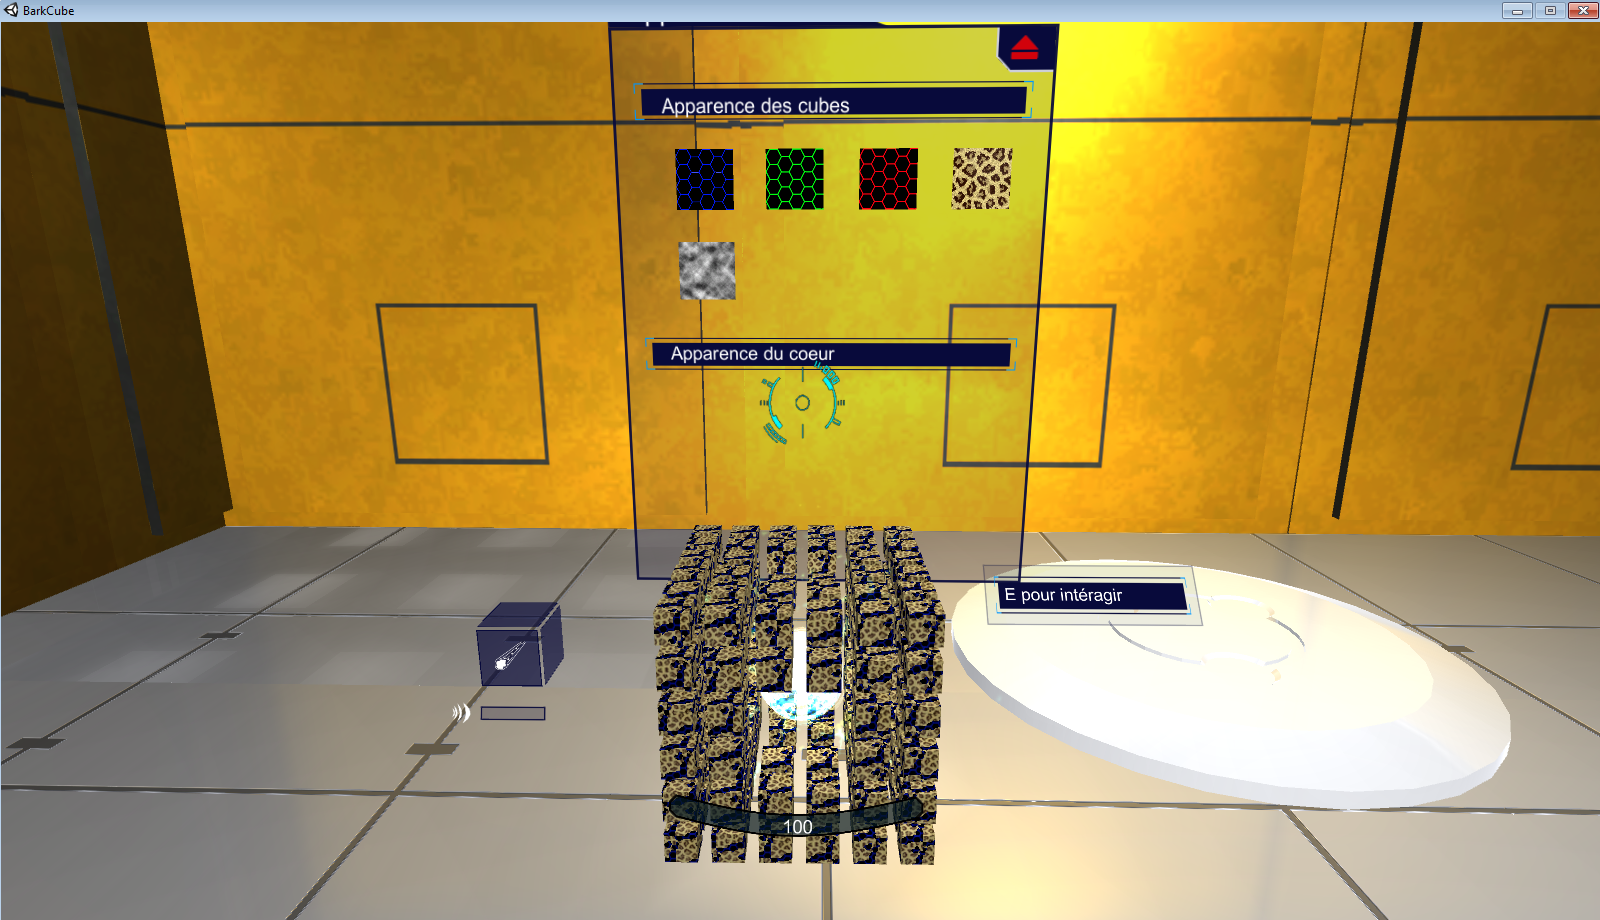 BarkCube
Apparence des cubes
Apparence du coeur
E pour intéragir
100